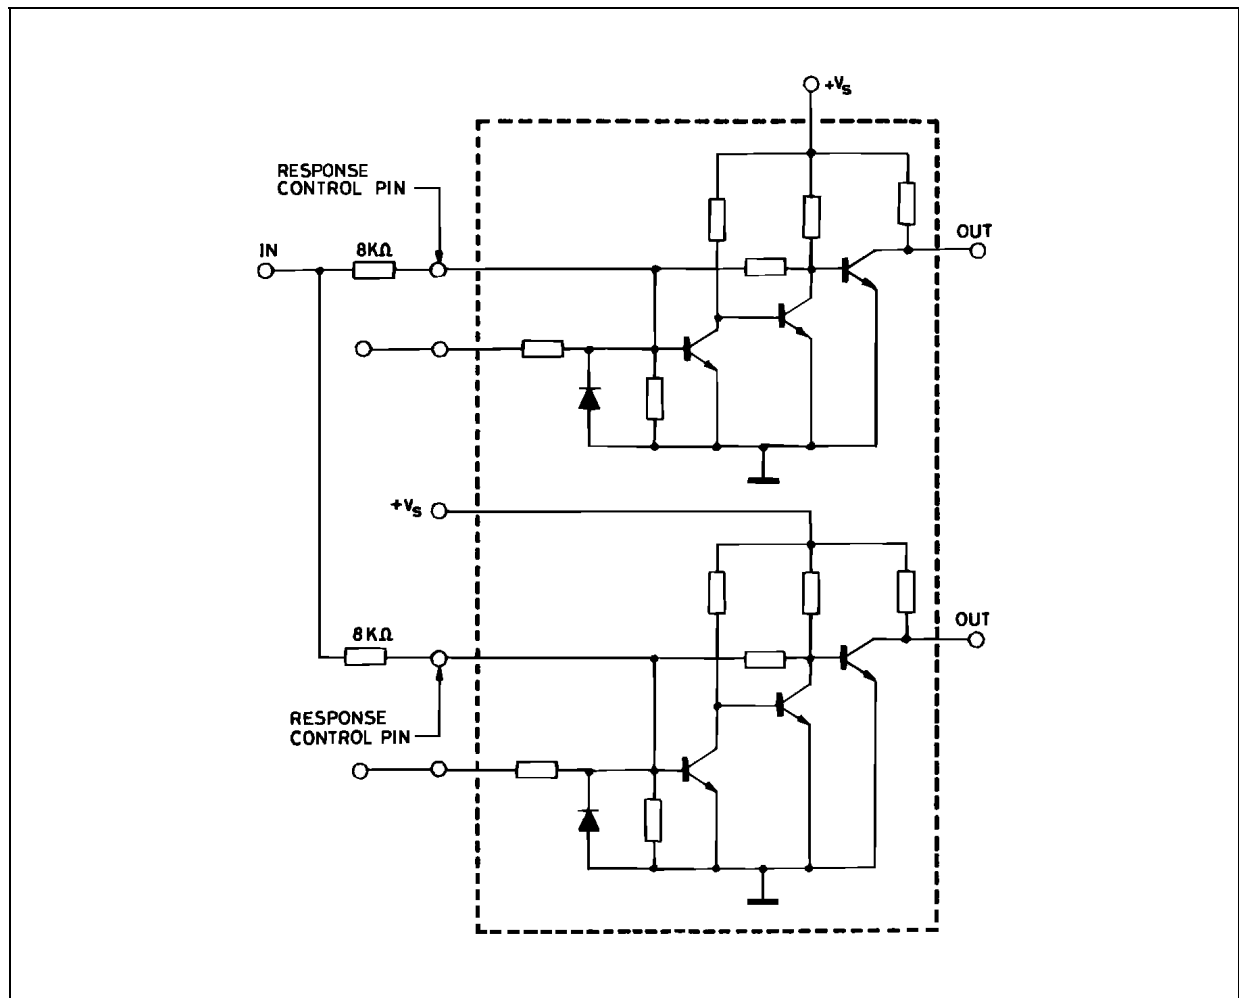 +Vs
RESPONSE
CONTROL PIN
IN
8KΩ
OUT
+Vs
8KΩ
OUT
RESPONSE
CONTROL PIN